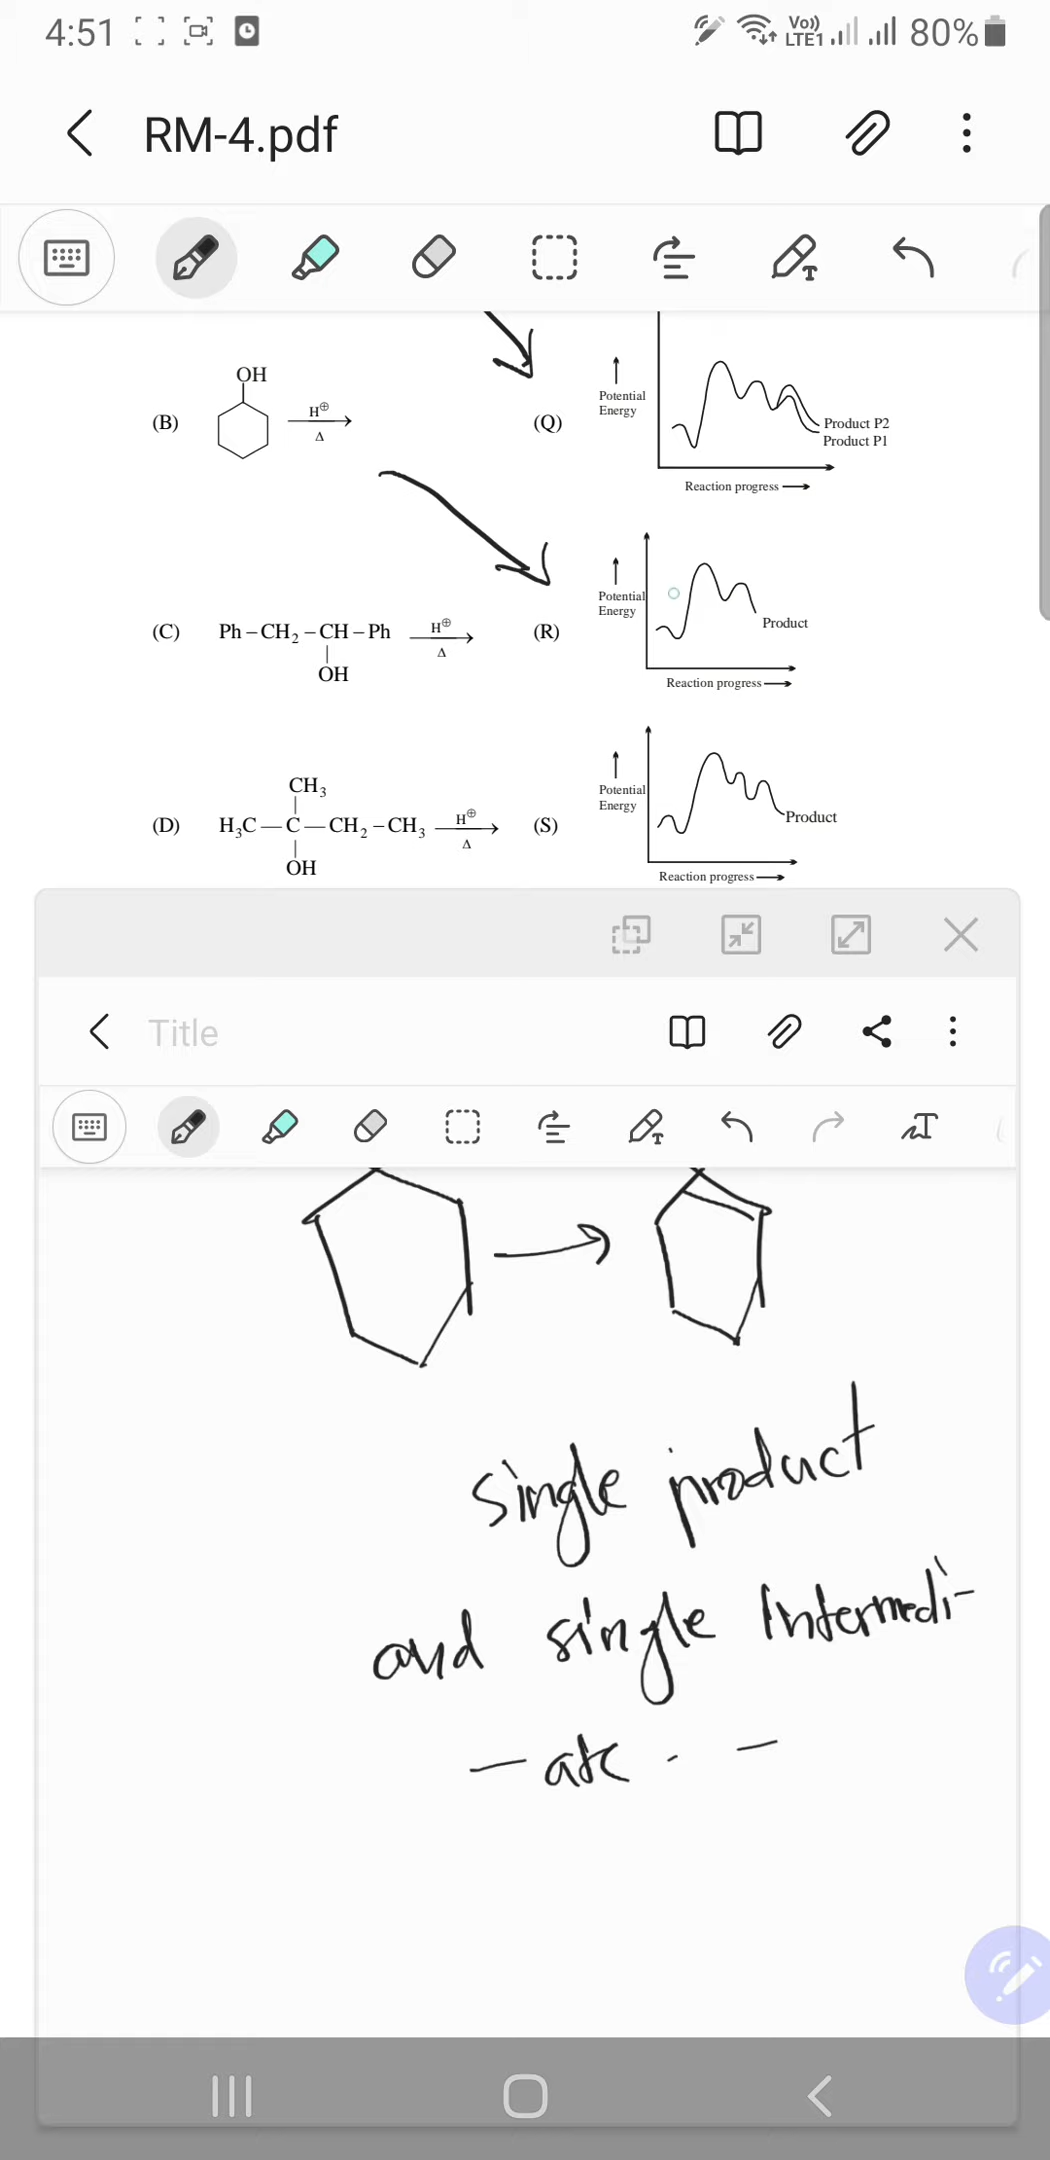 4:51
Vo)) LTE1 80%
RM-4.pdf
OH
(B) H⊕ Δ
(Q) Potential Energy
Product P2
Product P1
Reaction progress
(C) Ph – CH₂ – CH – Ph H⊕ Δ
OH
(R) Potential Energy
Product
Reaction progress
CH₃
(D) H₃C — C — CH₂ – CH₃ H⊕ Δ
OH
(S) Potential Energy
Product
Reaction progress
Title
single product
and single Intermedi-
- ate . -